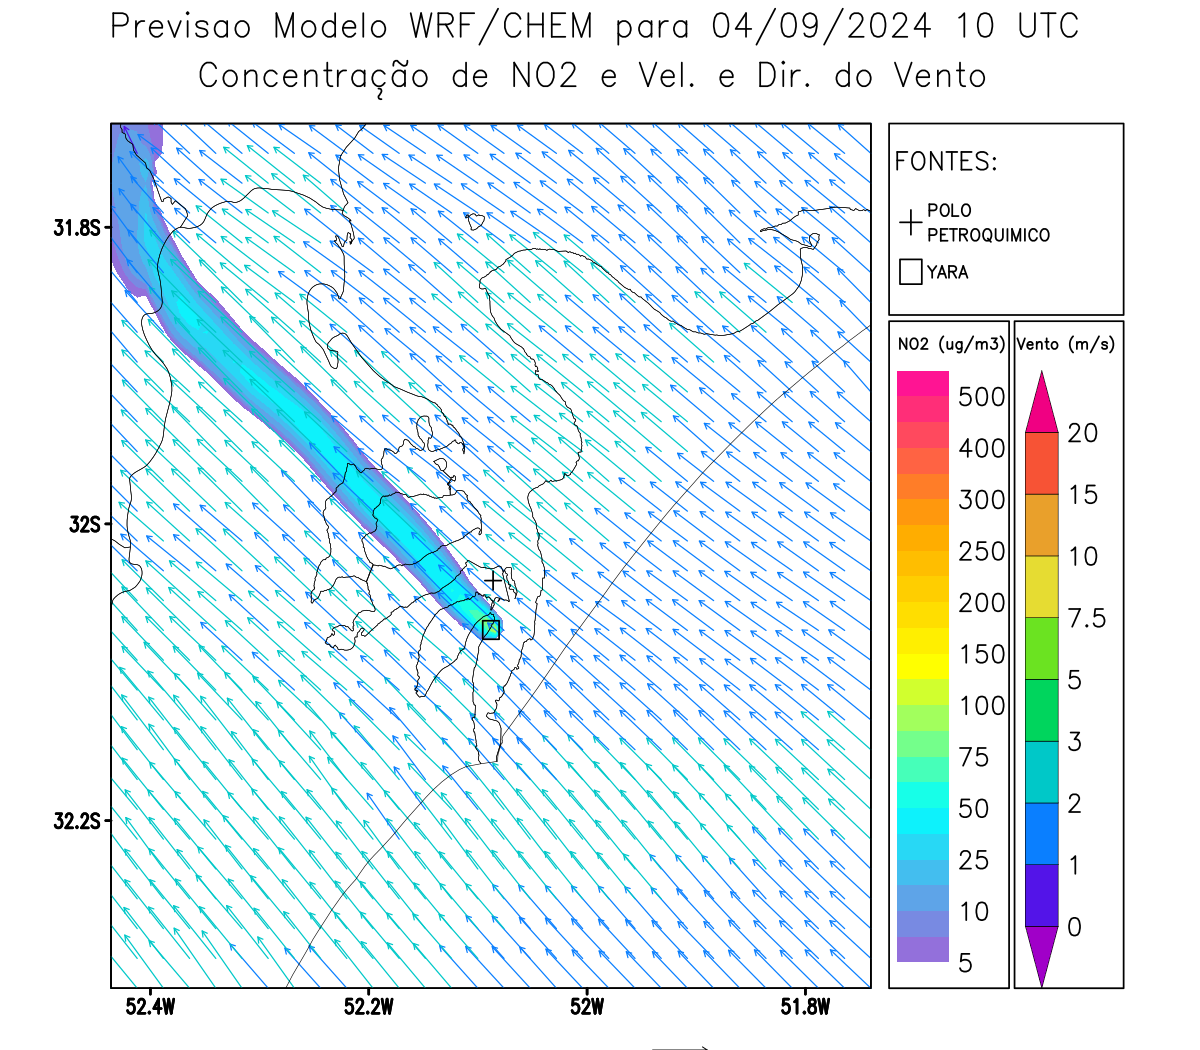 Previsao Modelo WRF/CHEM para 04/09/2024 10 UTC
Concentração de NO2 e Vel. e Dir. do Vento
FONTES:
POLO
PETROQUIMICO
YARA
NO2 (ug/m3)
500
400
300
250
200
150
100
75
50
25
10
5
Vento (m/s)
20
15
10
7.5
5
3
2
1
0
31.8S
32S
32.2S
52.4W
52.2W
52W
51.8W